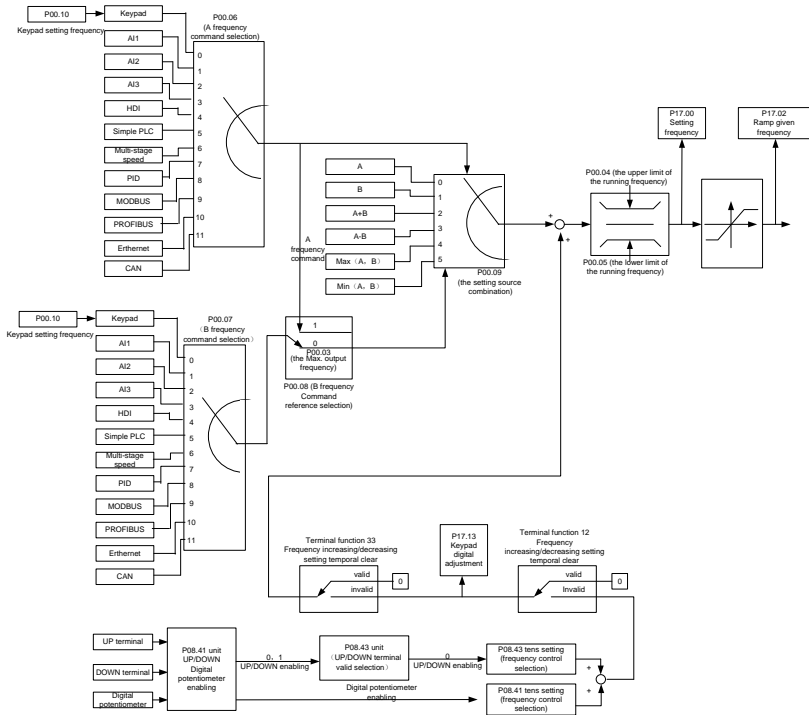 P00.10
Keypad
Keypad setting frequency
AI1
AI2
AI3
HDI
Simple PLC
Multi-stage
speed
PID
MODBUS
PROFIBUS
Erthernet
CAN
P00.06
(A frequency
command selection)
0
1
2
3
4
5
6
7
8
9
10
11
A
frequency
command
A
B
A+B
A-B
Max（A，B）
Min（A，B）
0
1
2
3
4
5
P00.09
(the setting source
combination)
+
+
P00.04 (the upper limit of
the running frequency)
P00.05 (the lower limit of
the running frequency)
P17.00
Setting
frequency
P17.02
Ramp given
frequency
P00.10
Keypad
Keypad setting frequency
AI1
AI2
AI3
HDI
Simple PLC
Multi-stage
speed
PID
MODBUS
PROFIBUS
Erthernet
CAN
P00.07
（B frequency
command selection）
0
1
2
3
4
5
6
7
8
9
10
11
1
0
P00.03
(the Max. output
frequency)
P00.08 (B frequency
Command
reference selection)
Terminal function 33
Frequency increasing/decreasing
setting temporal clear
valid
invalid
0
P17.13
Keypad
digital
adjustment
Terminal function 12
Frequency
increasing/decreasing setting
temporal clear
valid
Invalid
0
UP terminal
DOWN terminal
Digital
potentiometer
P08.41 unit
UP/DOWN
Digital
potentiometer
enabling
0，1
UP/DOWN enabling
P08.43 unit
（UP/DOWN terminal
valid selection）
0
UP/DOWN enabling
P08.43 tens setting
(frequency control
selection)
Digital potentiometer
enabling
P08.41 tens setting
(frequency control
selection)
+
+